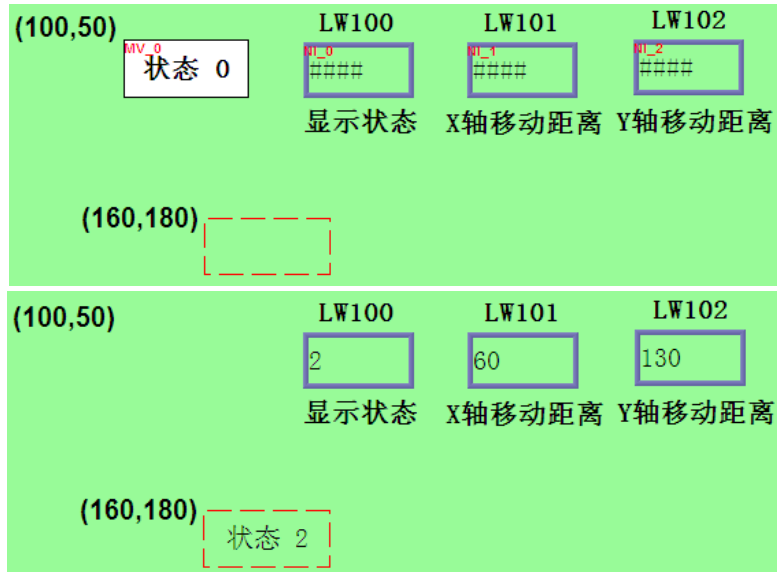 (100,50) LW100 LW101 LW102
MV_0 NI_0 NI_1 NI_2
状态 0 #### #### ####
显示状态 X轴移动距离 Y轴移动距离
(160,180)
(100,50) LW100 LW101 LW102
2 60 130
显示状态 X轴移动距离 Y轴移动距离
(160,180)
状态 2